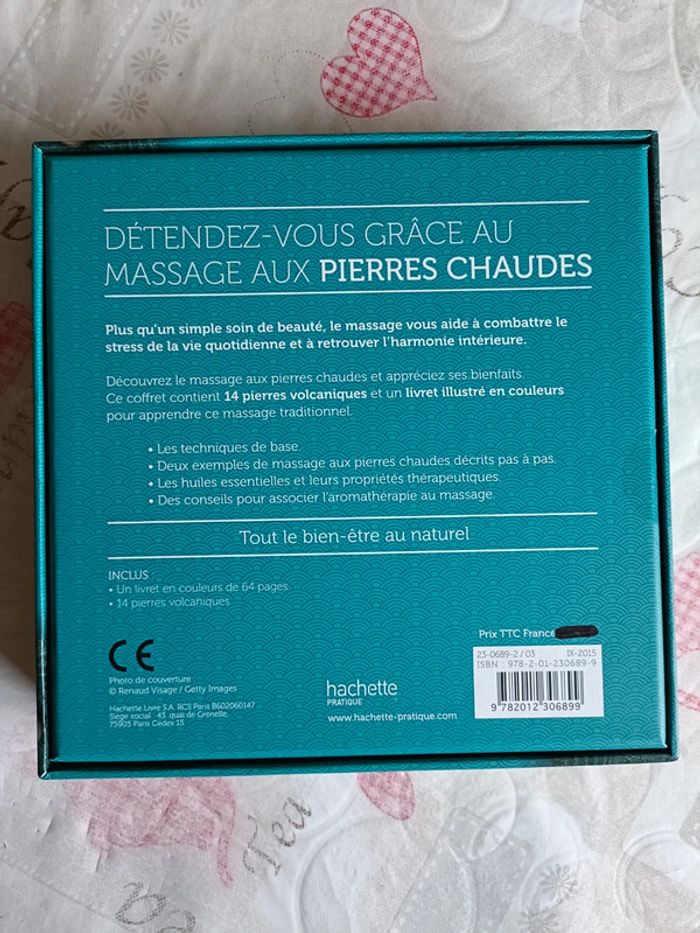 DÉTENDEZ-VOUS GRÂCE AU
MASSAGE AUX PIERRES CHAUDES
Plus qu'un simple soin de beauté, le massage vous aide à combattre le
stress de la vie quotidienne et à retrouver l'harmonie intérieure.
Découvrez le massage aux pierres chaudes et appréciez ses bienfaits.
Ce coffret contient 14 pierres volcaniques et un livret illustré en couleurs
pour apprendre ce massage traditionnel.
• Les techniques de base.
• Deux exemples de massage aux pierres chaudes décrits pas à pas.
• Les huiles essentielles et leurs propriétés thérapeutiques.
• Des conseils pour associer l'aromathérapie au massage.
Tout le bien-être au naturel
INCLUS :
• Un livret en couleurs de 64 pages
• 14 pierres volcaniques
CE
Photo de couverture :
© Renaud Visage / Getty Images
Hachette Livre S.A. RCS Paris B602060147
Siège social : 43, quai de Grenelle,
75905 Paris Cedex 15
hachette
PRATIQUE
www.hachette-pratique.com
Prix TTC France
23-0689-2 / 03 IX-2015
ISBN : 978-2-01-230689-9
9 782012 306899
Tea